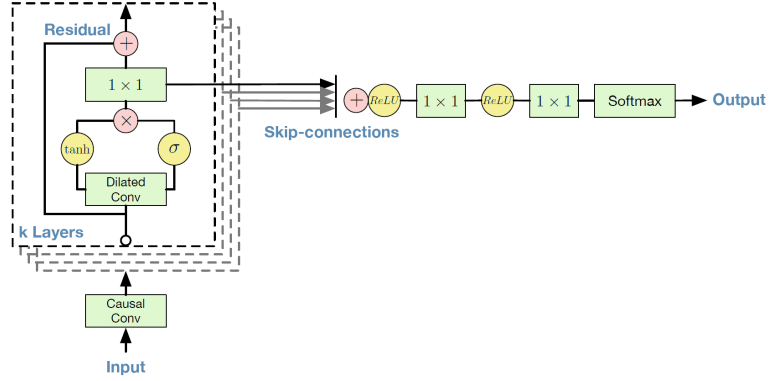 Residual
+
1 × 1
×
tanh
σ
Dilated
Conv
k Layers
Causal
Conv
Input
Skip-connections
+
ReLU
1 × 1
ReLU
1 × 1
Softmax
Output